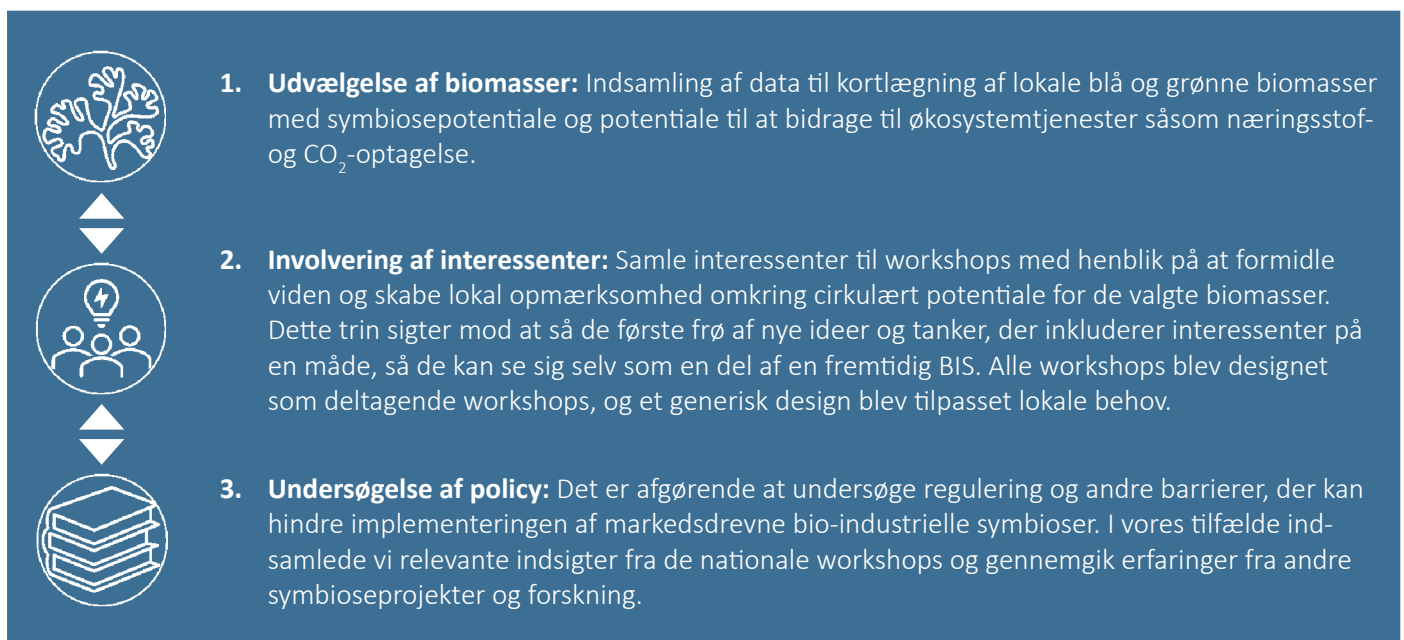 1. Udvælgelse af biomasser: Indsamling af data til kortlægning af lokale blå og grønne biomasser
med symbiosepotentiale og potentiale til at bidrage til økosystemtjenester såsom næringsstof-
og CO₂-optagelse.
2. Involvering af interessenter: Samle interessenter til workshops med henblik på at formidle
viden og skabe lokal opmærksomhed omkring cirkulært potentiale for de valgte biomasser.
Dette trin sigter mod at så de første frø af nye ideer og tanker, der inkluderer interessenter på
en måde, så de kan se sig selv som en del af en fremtidig BIS. Alle workshops blev designet
som deltagende workshops, og et generisk design blev tilpasset lokale behov.
3. Undersøgelse af policy: Det er afgørende at undersøge regulering og andre barrierer, der kan
hindre implementeringen af markedsdrevne bio-industrielle symbioser. I vores tilfælde ind-
samlede vi relevante indsigter fra de nationale workshops og gennemgik erfaringer fra andre
symbioseprojekter og forskning.